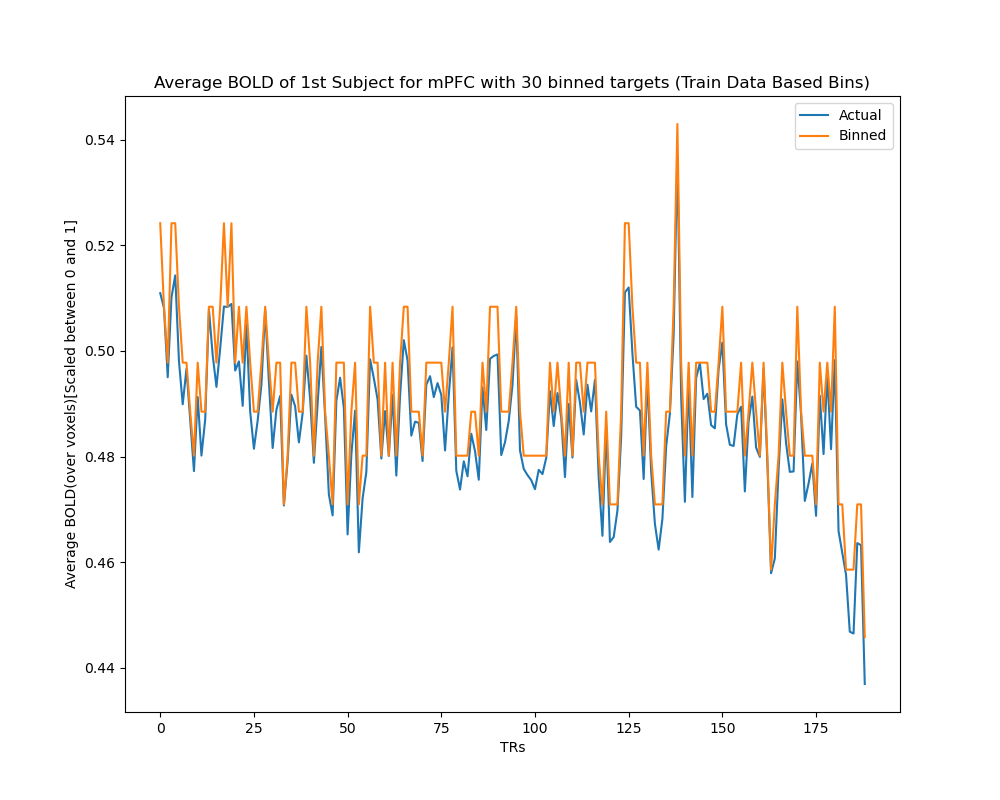 Average BOLD of 1st Subject for mPFC with 30 binned targets (Train Data Based Bins)
Actual
Binned
0.54
0.52
0.50
0.48
0.46
0.44
Average BOLD(over voxels)[Scaled between 0 and 1]
0 25 50 75 100 125 150 175
TRs